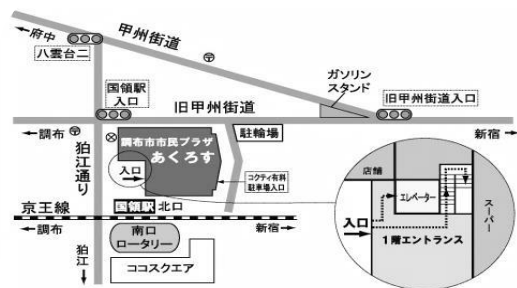 ←府中
甲州街道
八雲台二
国領駅
入口
ガソリン
スタンド
旧甲州街道
旧甲州街道入口
←調布
新宿→
狛江通り
調布市市民プラザ
あくろす
駐輪場
入口
コクティ有料
駐車場入口
京王線
国領駅 北口
←調布
新宿→
南口
ロータリー
狛江
ココスクエア
店舗
エレベーター
入口
1階エントランス
スーパー